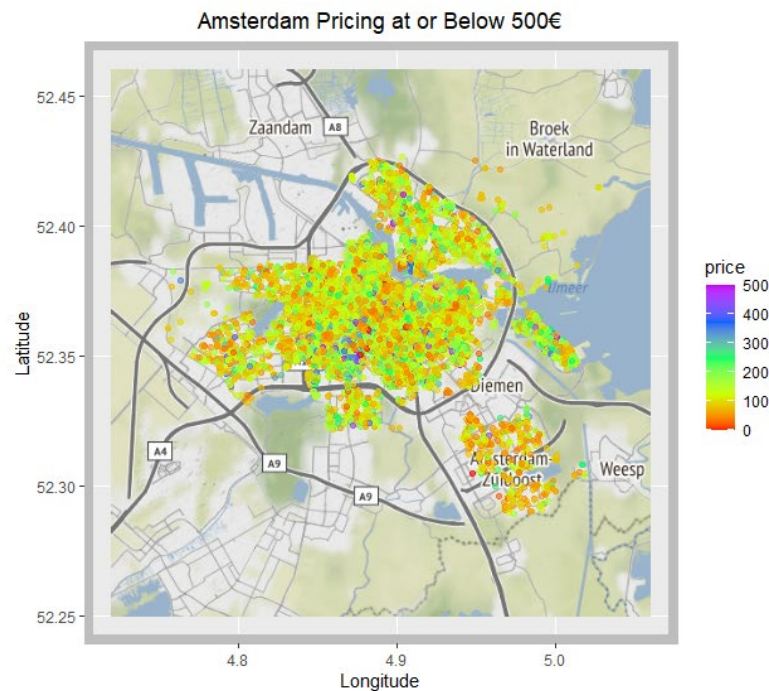 Amsterdam Pricing at or Below 500€
52.45
52.40
52.35
52.30
52.25
Latitude
Zaandam
A8
Broek
in Waterland
IJmeer
Diemen
Amsterdam-
Zuidoost
Weesp
A4
A9
A9
4.8
4.9
5.0
Longitude
price
500
400
300
200
100
0